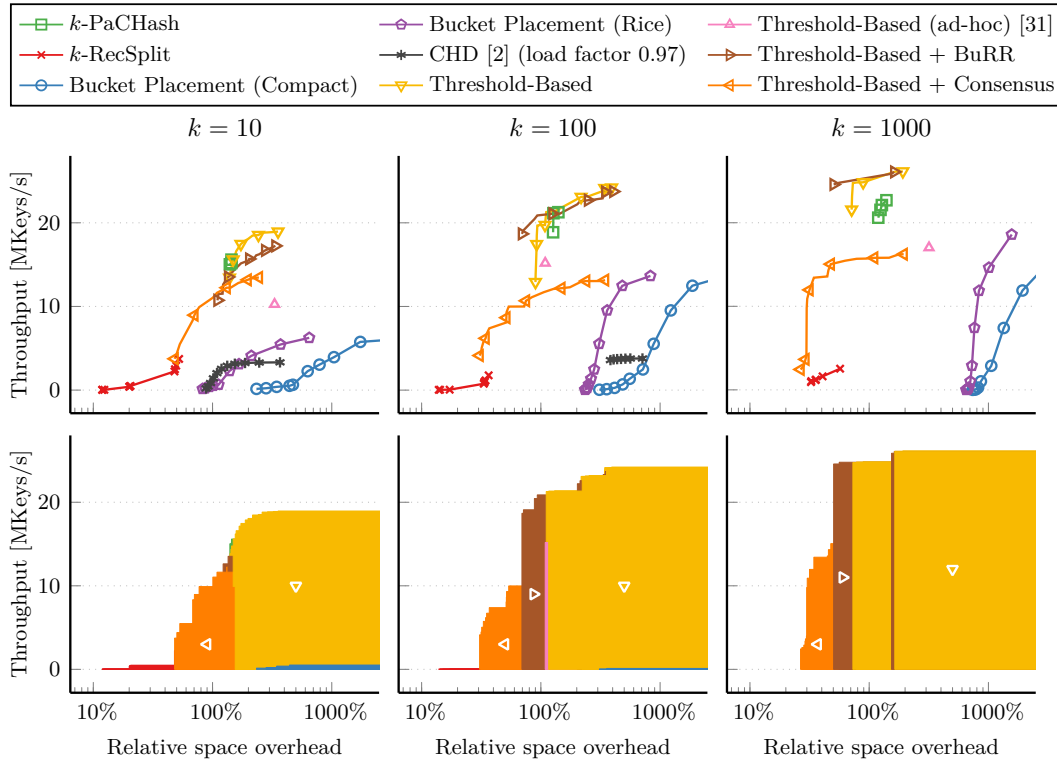 k-PaCHash
Bucket Placement (Rice)
Threshold-Based (ad-hoc) [31]
k-RecSplit
CHD [2] (load factor 0.97)
Threshold-Based + BuRR
Bucket Placement (Compact)
Threshold-Based
Threshold-Based + Consensus
k = 10
k = 100
k = 1000
Throughput [MKeys/s]
20
10
0
Throughput [MKeys/s]
20
10
0
10% 100% 1000%
10% 100% 1000%
10% 100% 1000%
Relative space overhead
Relative space overhead
Relative space overhead